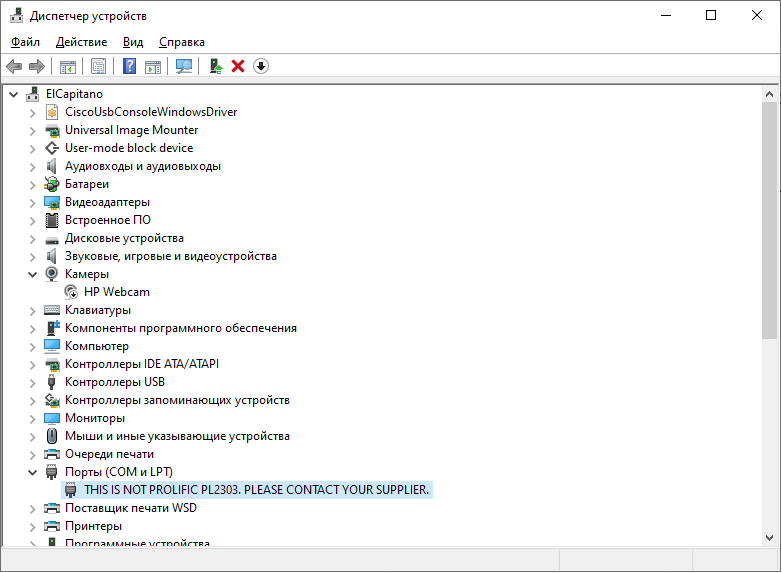 Диспетчер устройств
Файл Действие Вид Справка
ElCapitano
CiscoUsbConsoleWindowsDriver
Universal Image Mounter
User-mode block device
Аудиовходы и аудиовыходы
Батареи
Видеоадаптеры
Встроенное ПО
Дисковые устройства
Звуковые, игровые и видеоустройства
Камеры
HP Webcam
Клавиатуры
Компоненты программного обеспечения
Компьютер
Контроллеры IDE ATA/ATAPI
Контроллеры USB
Контроллеры запоминающих устройств
Мониторы
Мыши и иные указывающие устройства
Очереди печати
Порты (COM и LPT)
THIS IS NOT PROLIFIC PL2303. PLEASE CONTACT YOUR SUPPLIER.
Поставщик печати WSD
Принтеры
Программные устройства